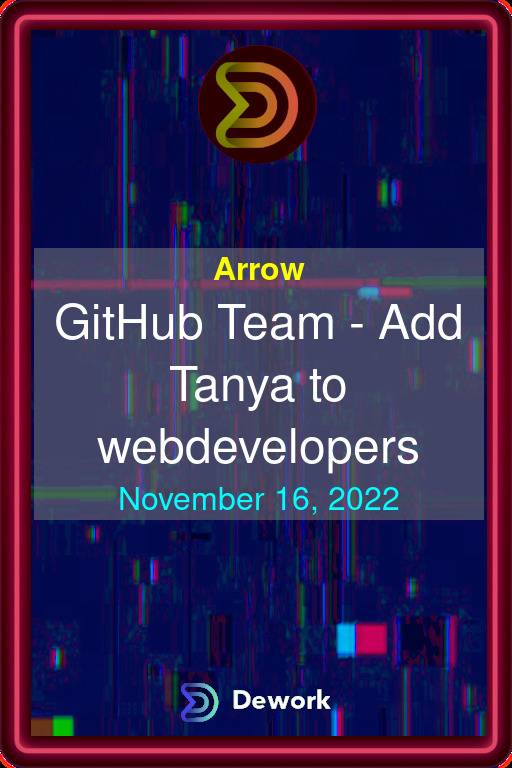 Arrow
GitHub Team - Add
Tanya to
webdevelopers
November 16, 2022
Dework